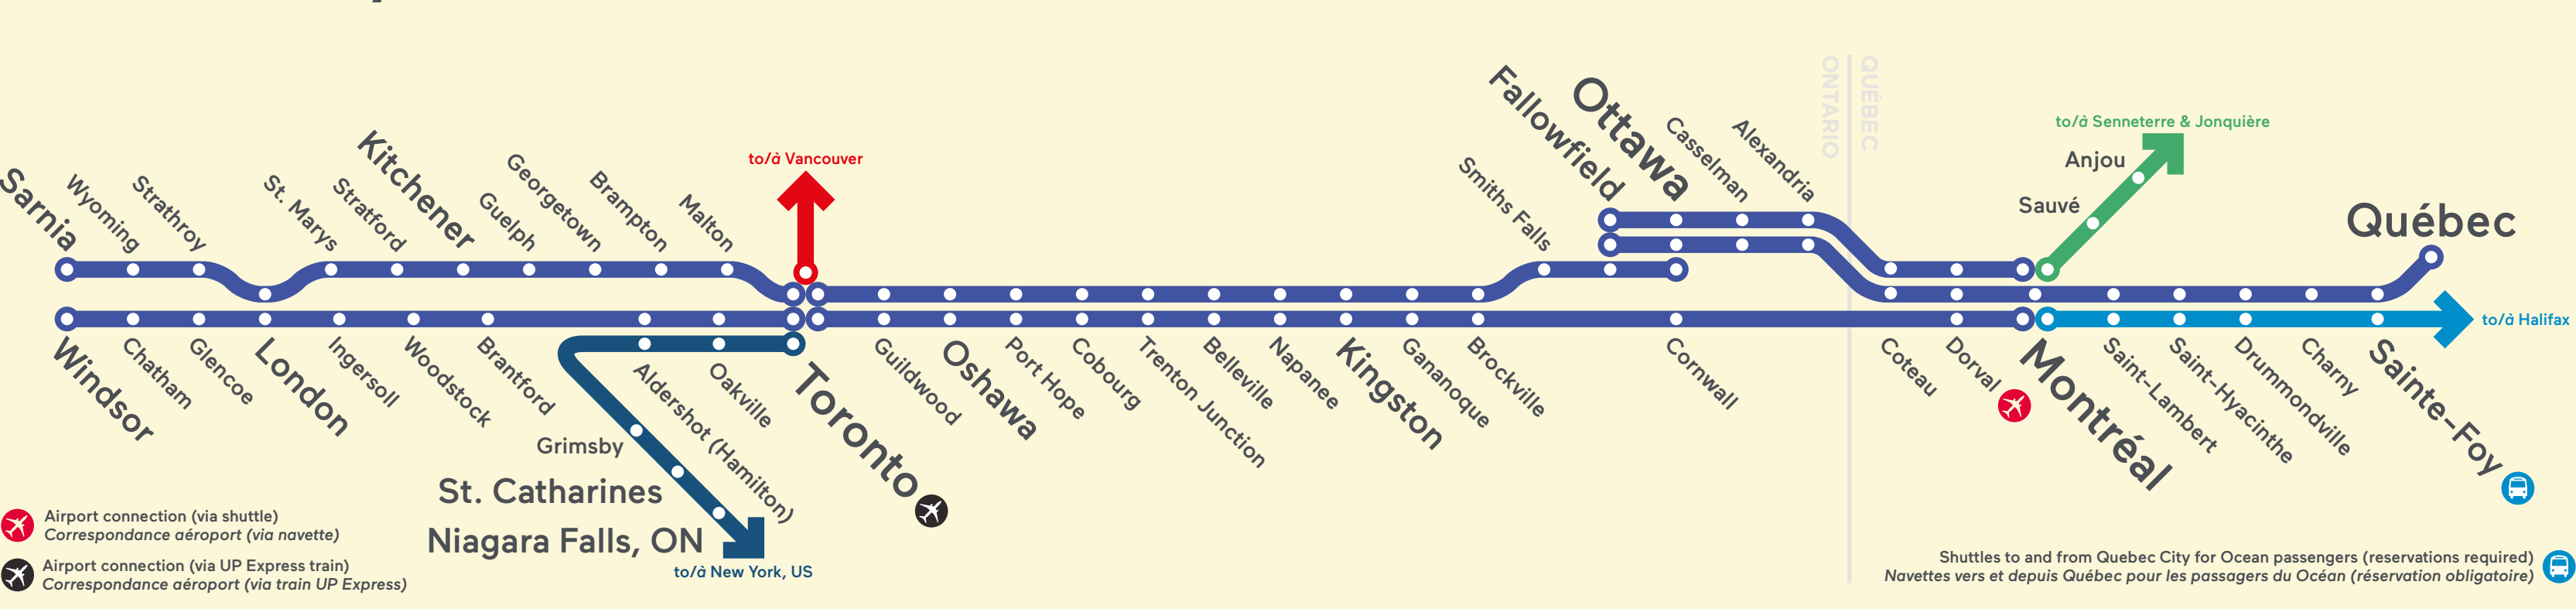 ONTARIO
QUÉBEC
Sarnia
Wyoming
Strathroy
St. Marys
Stratford
Kitchener
Guelph
Georgetown
Brampton
Malton
to/à Vancouver
Smiths Falls
Fallowfield
Ottawa
Casselman
Alexandria
to/à Senneterre & Jonquière
Anjou
Sauvé
Québec
to/à Halifax
Windsor
Chatham
Glencoe
London
Ingersoll
Woodstock
Brantford
Aldershot (Hamilton)
Oakville
Toronto
Guildwood
Oshawa
Port Hope
Cobourg
Trenton Junction
Belleville
Napanee
Kingston
Gananoque
Brockville
Cornwall
Coteau
Dorval
Montréal
Saint-Lambert
Saint-Hyacinthe
Drummondville
Charny
Sainte-Foy
Grimsby
St. Catharines
Niagara Falls, ON
to/à New York, US
Airport connection (via shuttle)
Correspondance aéroport (via navette)
Airport connection (via UP Express train)
Correspondance aéroport (via train UP Express)
Shuttles to and from Quebec City for Ocean passengers (reservations required)
Navettes vers et depuis Québec pour les passagers du Océan (réservation obligatoire)